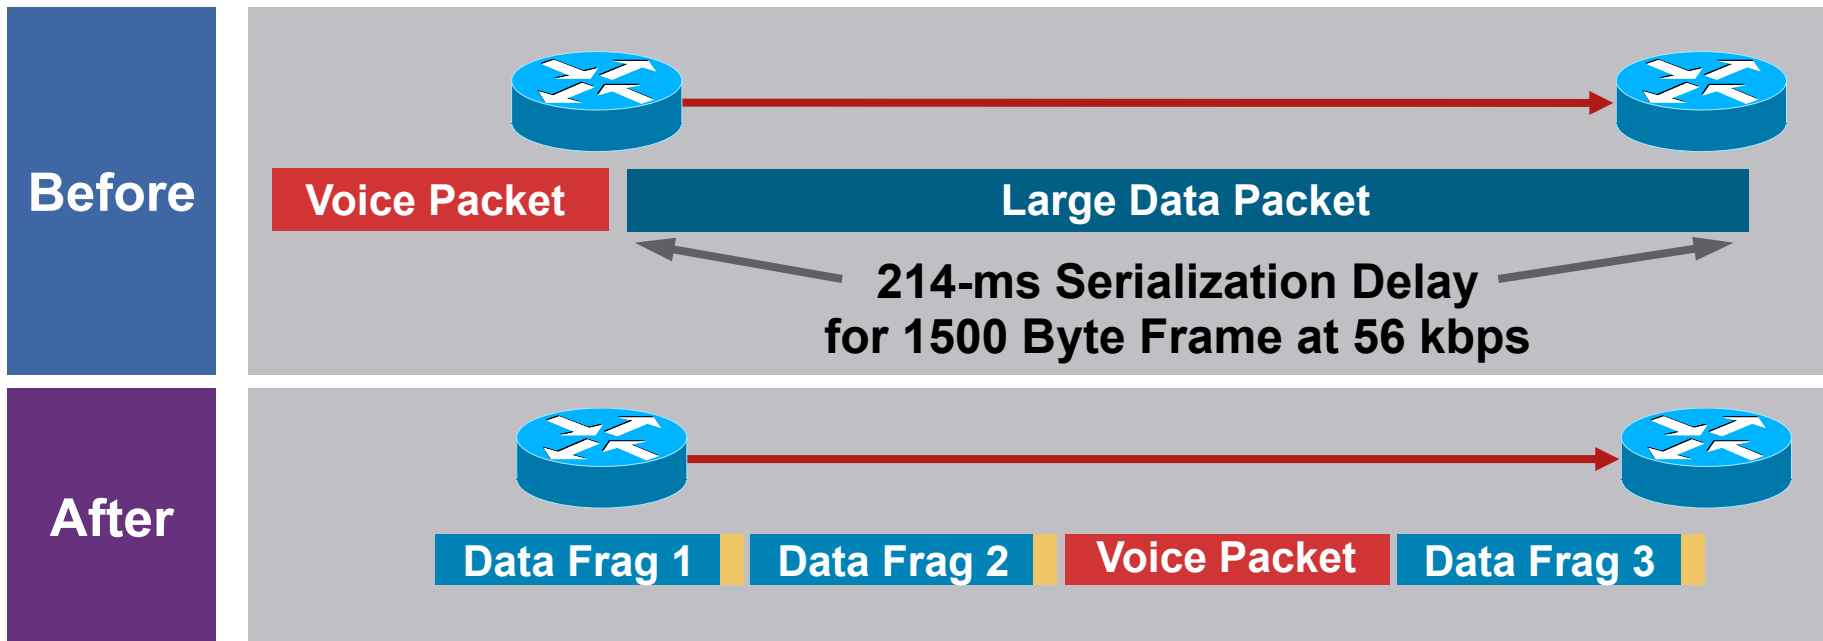 Before
Voice Packet
Large Data Packet
214-ms Serialization Delay
for 1500 Byte Frame at 56 kbps
After
Data Frag 1
Data Frag 2
Voice Packet
Data Frag 3